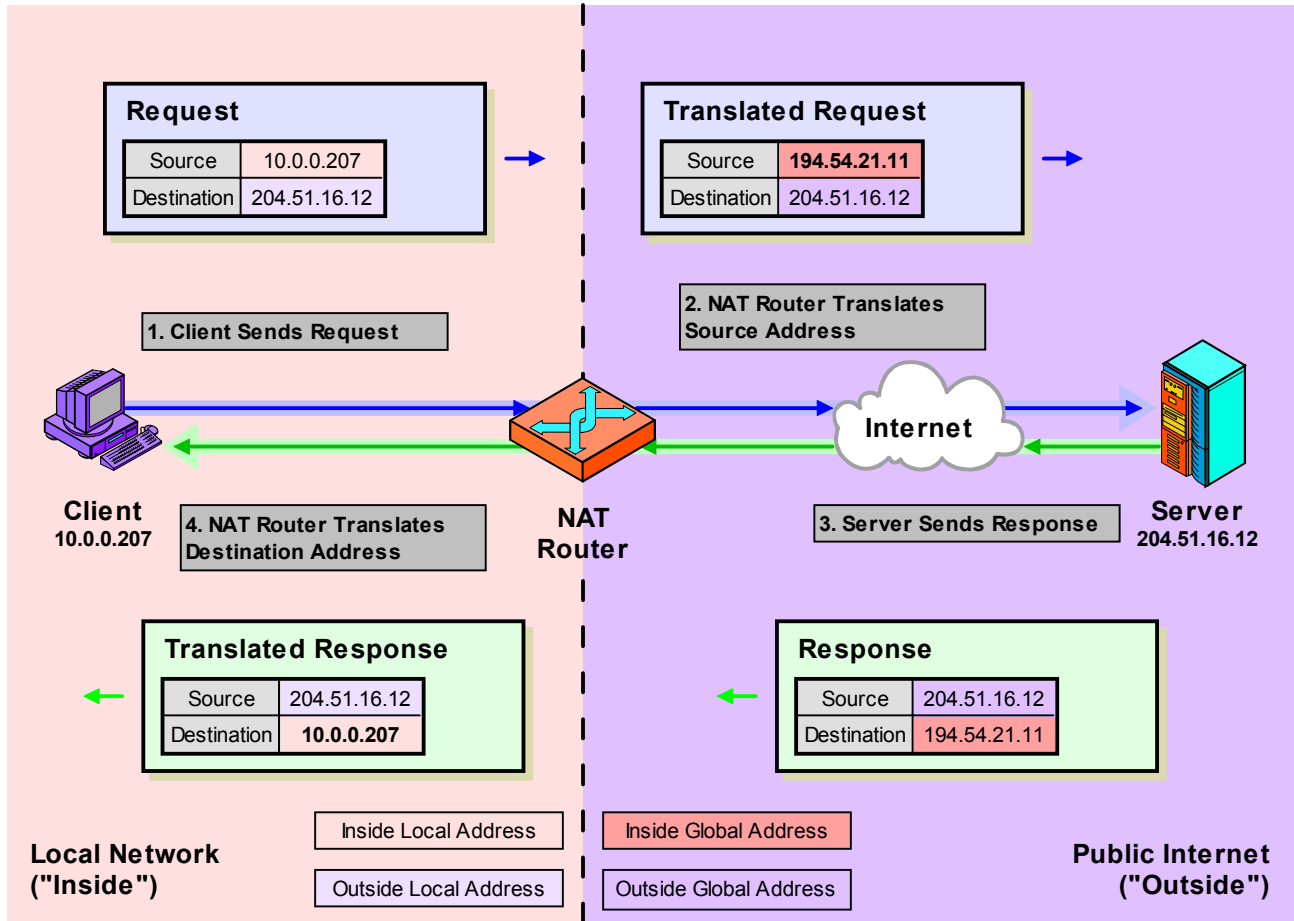 Request
Source 10.0.0.207
Destination 204.51.16.12
Translated Request
Source 194.54.21.11
Destination 204.51.16.12
1. Client Sends Request
2. NAT Router Translates
Source Address
Internet
Client
10.0.0.207
4. NAT Router Translates
Destination Address
NAT
Router
3. Server Sends Response
Server
204.51.16.12
Translated Response
Source 204.51.16.12
Destination 10.0.0.207
Response
Source 204.51.16.12
Destination 194.54.21.11
Local Network
("Inside")
Inside Local Address
Outside Local Address
Inside Global Address
Outside Global Address
Public Internet
("Outside")